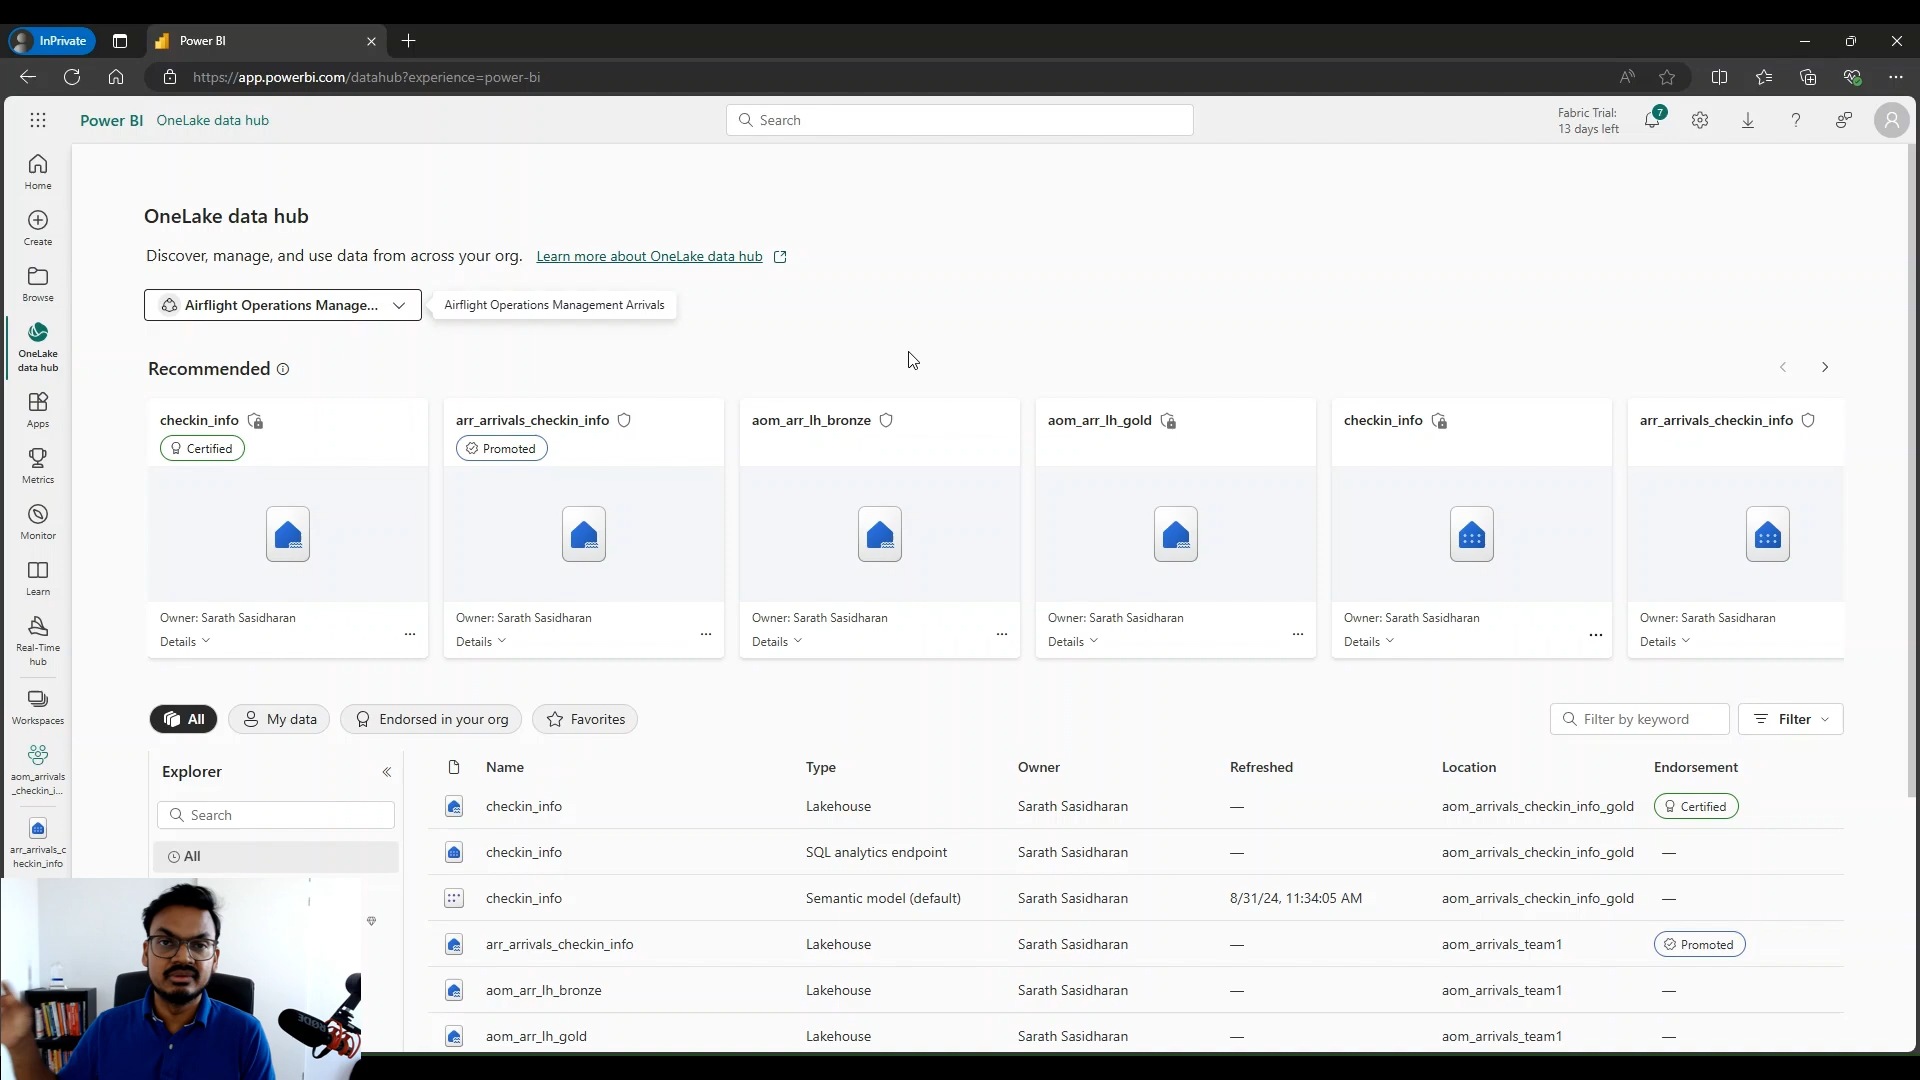 InPrivate
Power BI
https://app.powerbi.com/datahub?experience=power-bi
Power BI OneLake data hub
Search
Fabric Trial:
13 days left
7
Home
Create
Browse
OneLake
data hub
Apps
Metrics
Monitor
Learn
Real-Time
hub
Workspaces
aom_arrivals
_checkin_i...
arr_arrivals_c
heckin_info
OneLake data hub
Discover, manage, and use data from across your org. Learn more about OneLake data hub
Airflight Operations Manage...
Airflight Operations Management Arrivals
Recommended
checkin_info
Certified
Owner: Sarath Sasidharan
Details
arr_arrivals_checkin_info
Promoted
Owner: Sarath Sasidharan
Details
aom_arr_lh_bronze
Owner: Sarath Sasidharan
Details
aom_arr_lh_gold
Owner: Sarath Sasidharan
Details
checkin_info
Owner: Sarath Sasidharan
Details
arr_arrivals_checkin_info
Owner: Sarath Sasidharan
Details
All My data Endorsed in your org Favorites
Filter by keyword Filter
Explorer
Search
All
Name Type Owner Refreshed Location Endorsement
checkin_info Lakehouse Sarath Sasidharan — aom_arrivals_checkin_info_gold Certified
checkin_info SQL analytics endpoint Sarath Sasidharan — aom_arrivals_checkin_info_gold —
checkin_info Semantic model (default) Sarath Sasidharan 8/31/24, 11:34:05 AM aom_arrivals_checkin_info_gold —
arr_arrivals_checkin_info Lakehouse Sarath Sasidharan — aom_arrivals_team1 Promoted
aom_arr_lh_bronze Lakehouse Sarath Sasidharan — aom_arrivals_team1 —
aom_arr_lh_gold Lakehouse Sarath Sasidharan — aom_arrivals_team1 —
RØDE